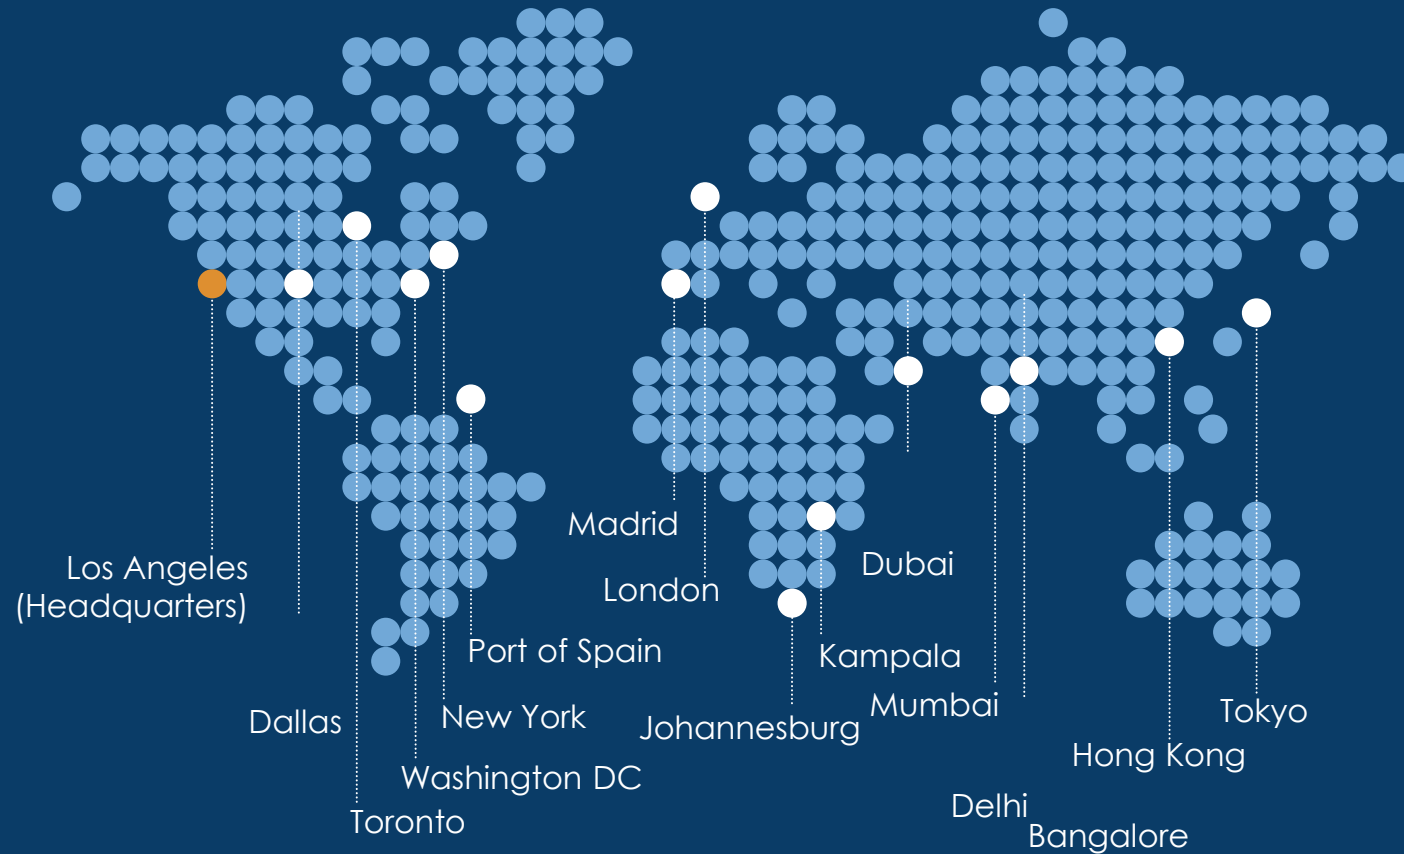 Madrid
Dubai
Los Angeles
(Headquarters)
London
Port of Spain
Kampala
Mumbai
Dallas
New York
Johannesburg
Tokyo
Hong Kong
Washington DC
Delhi
Toronto
Bangalore